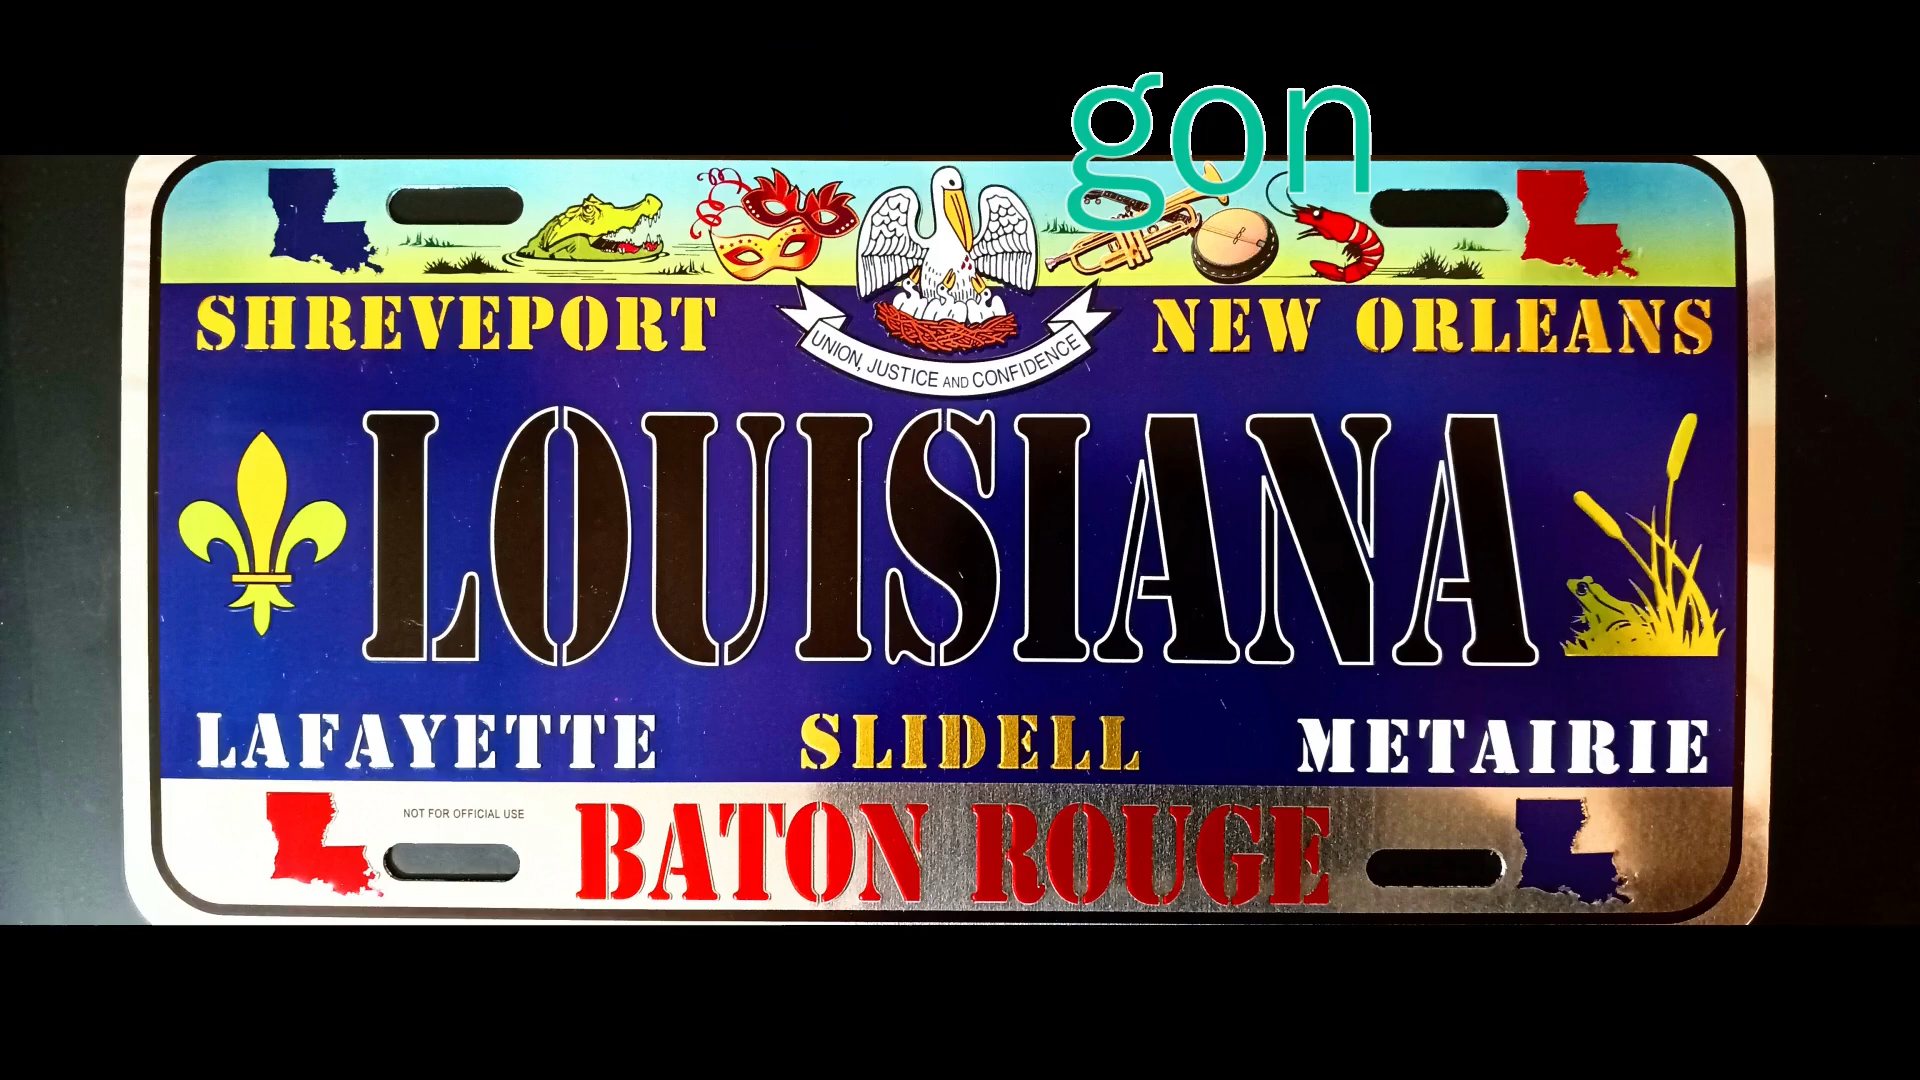 gon
SHREVEPORT
NEW ORLEANS
UNION, JUSTICE AND CONFIDENCE
LOUISIANA
LAFAYETTE
SLIDELL
METAIRIE
NOT FOR OFFICIAL USE
BATON ROUGE